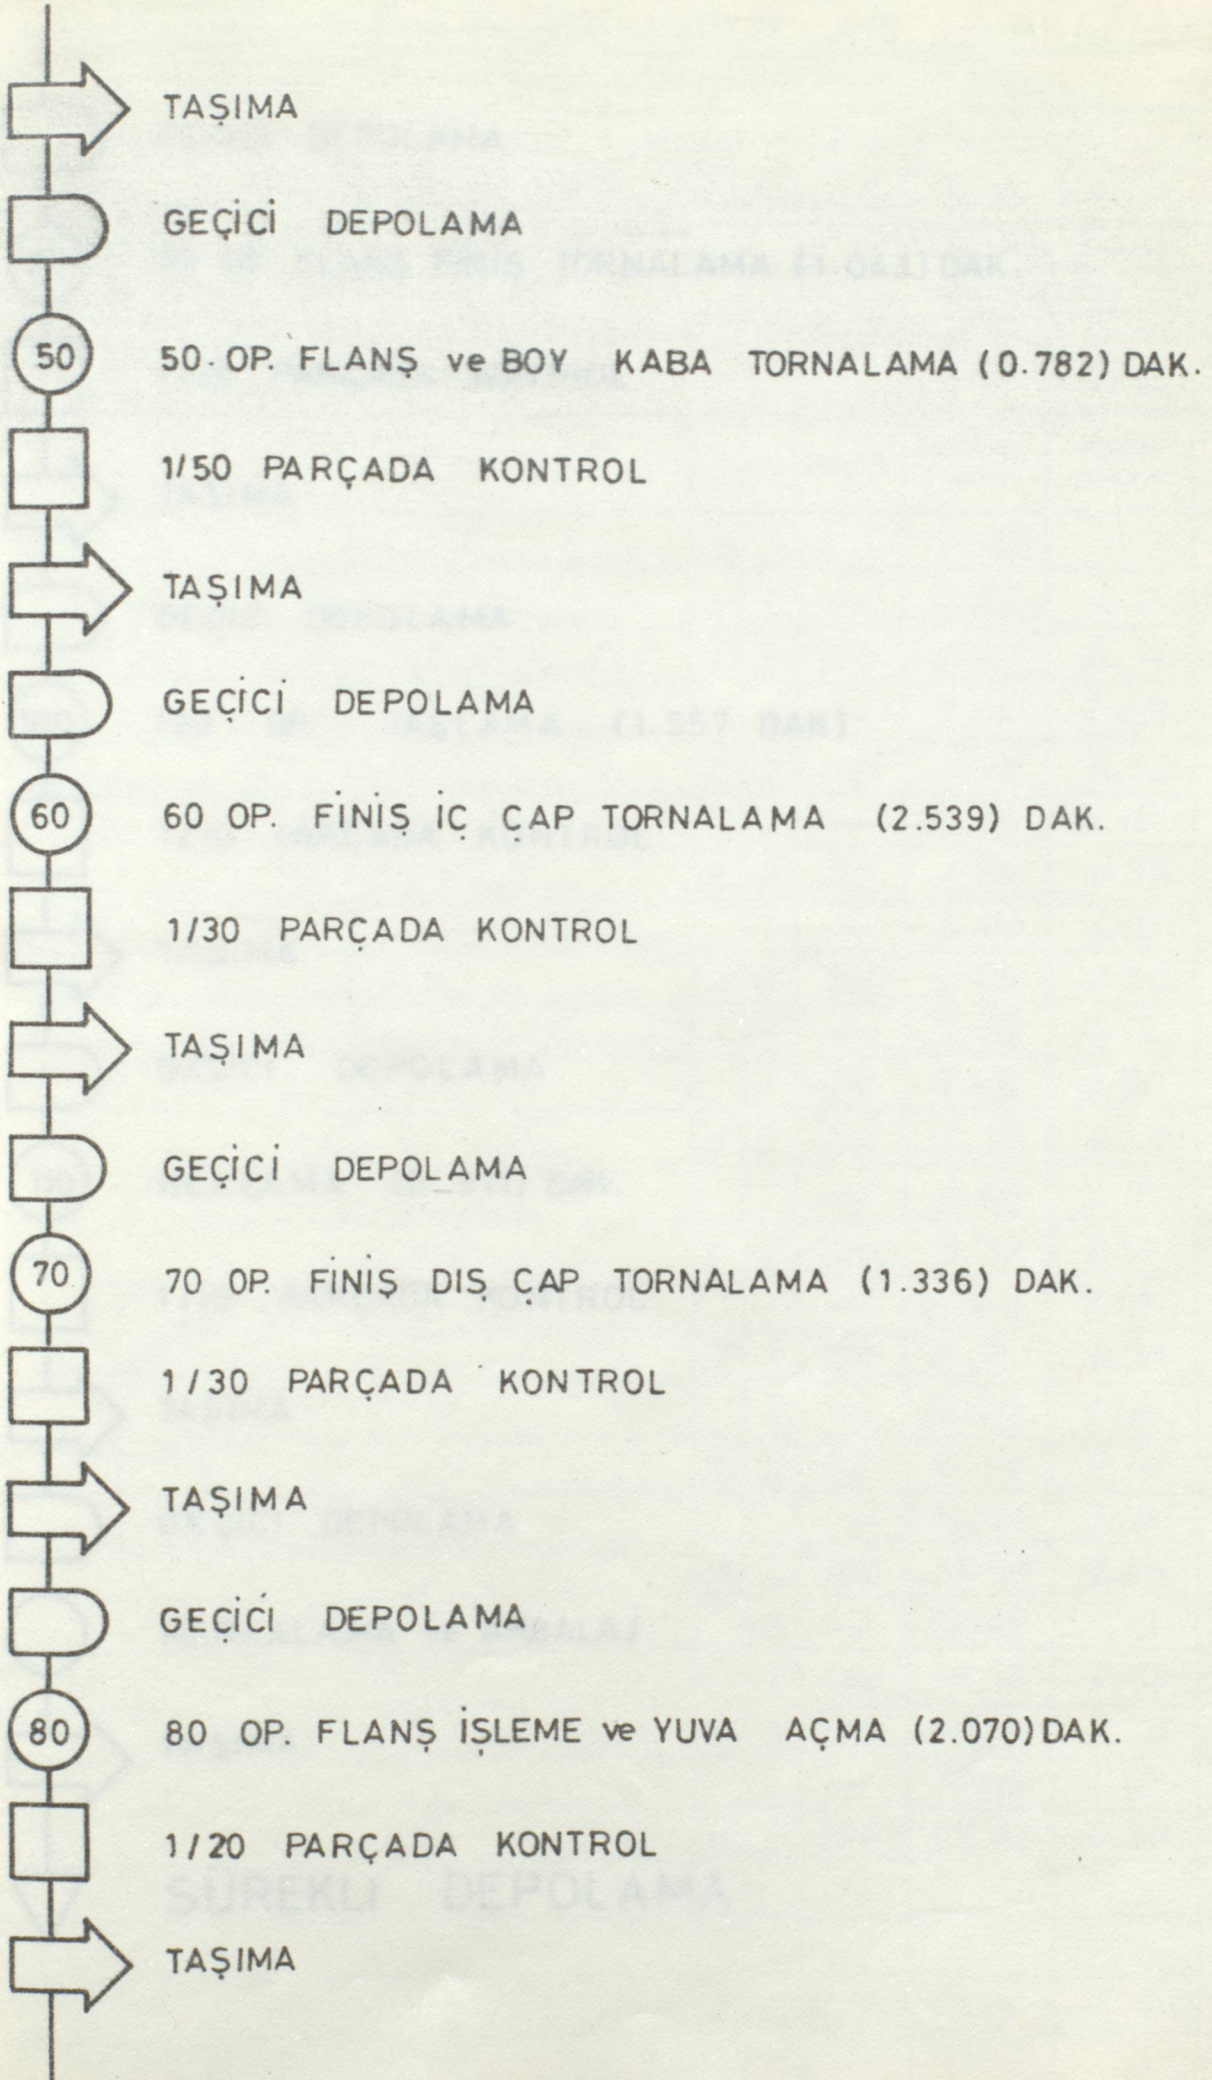 TAŞIMA
GEÇİCİ DEPOLAMA
50 50. OP. FLANŞ ve BOY KABA TORNALAMA (0.782) DAK.
1/50 PARÇADA KONTROL
TAŞIMA
GEÇİCİ DEPOLAMA
60 60 OP. FİNİŞ İÇ ÇAP TORNALAMA (2.539) DAK.
1/30 PARÇADA KONTROL
TAŞIMA
GEÇİCİ DEPOLAMA
70 70 OP. FİNİŞ DIŞ ÇAP TORNALAMA (1.336) DAK.
1/30 PARÇADA KONTROL
TAŞIMA
GEÇİCİ DEPOLAMA
80 80 OP. FLANŞ İŞLEME ve YUVA AÇMA (2.070) DAK.
1/20 PARÇADA KONTROL
TAŞIMA